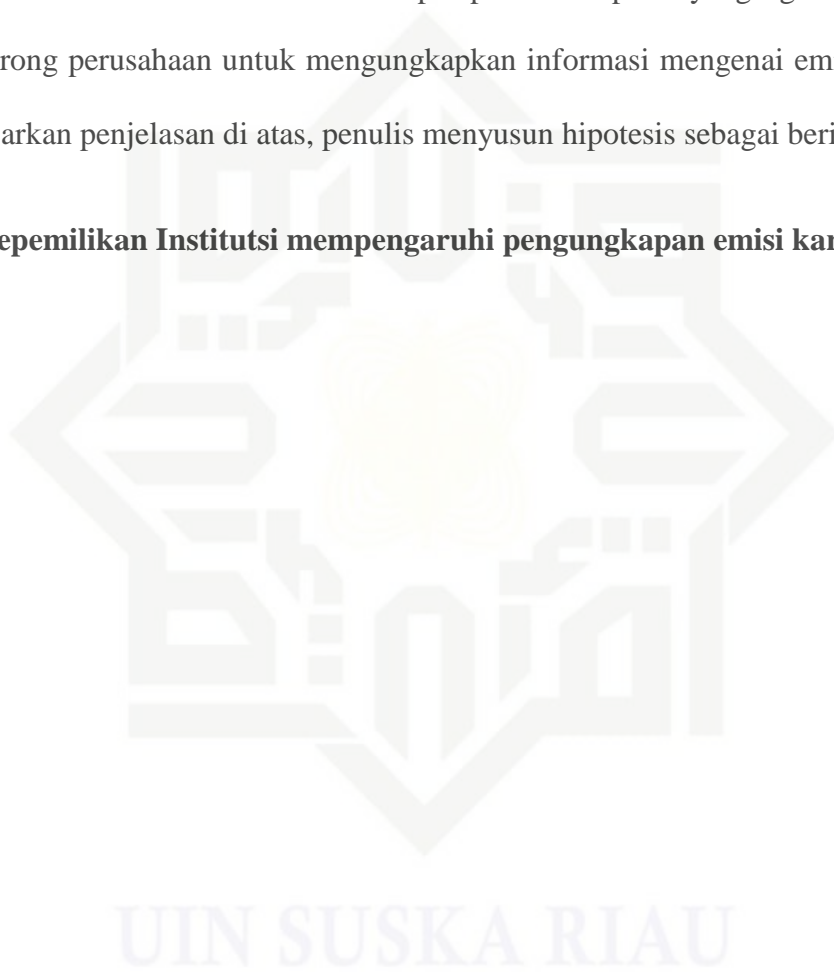 rong perusahaan untuk mengungkapkan informasi mengenai em
arkan penjelasan di atas, penulis menyusun hipotesis sebagai beri
epemilikan Institutsi mempengaruhi pengungkapan emisi kar
UIN SUSKA RIAU